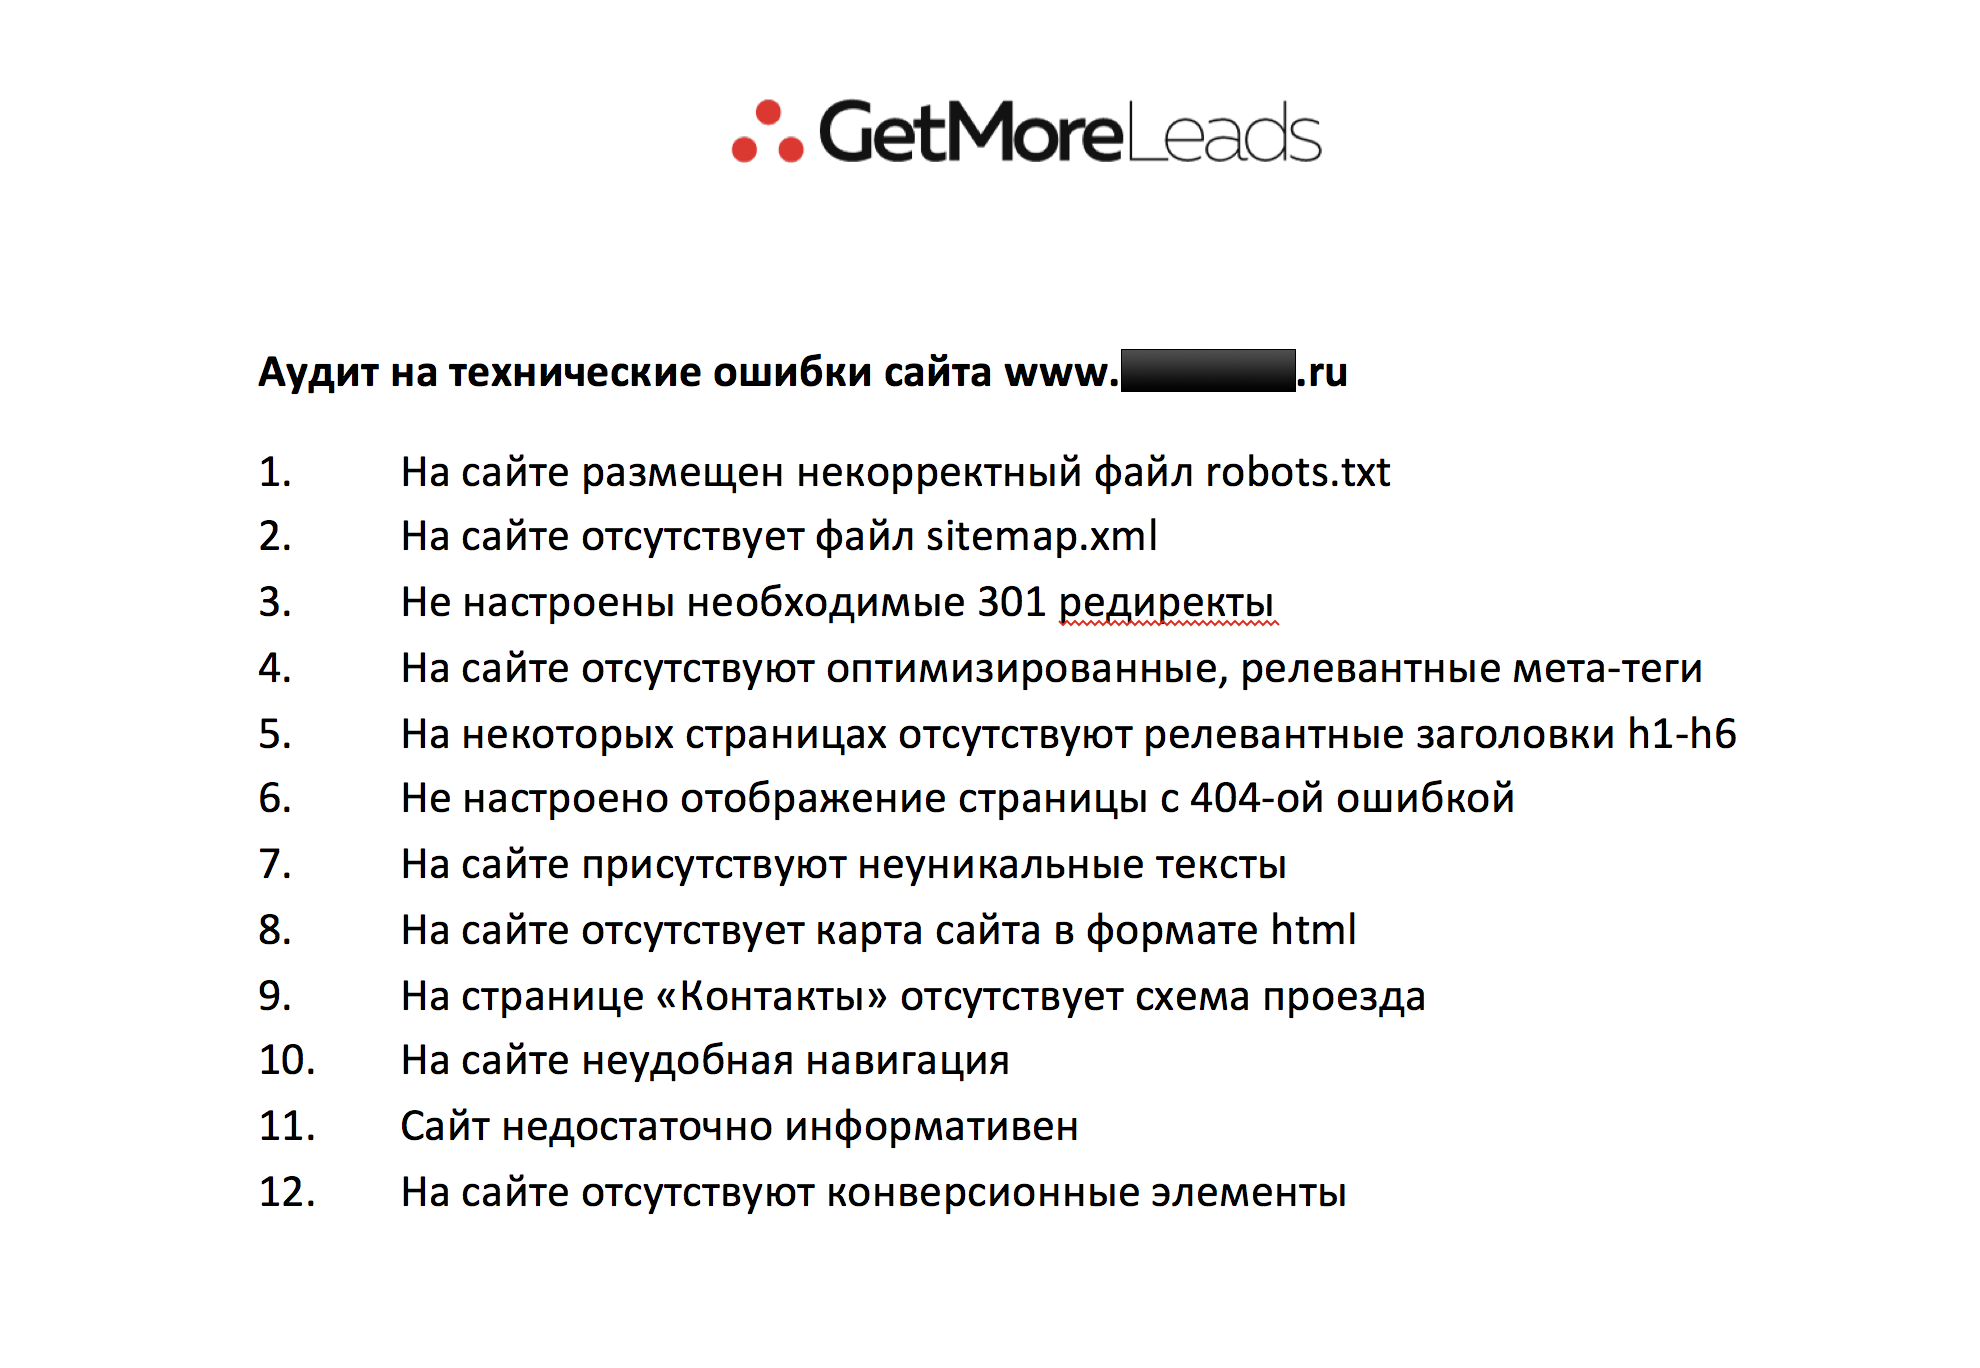 GetMoreLeads
Аудит на технические ошибки сайта www. .ru
1. На сайте размещен некорректный файл robots.txt
2. На сайте отсутствует файл sitemap.xml
3. Не настроены необходимые 301 редиректы
4. На сайте отсутствуют оптимизированные, релевантные мета-теги
5. На некоторых страницах отсутствуют релевантные заголовки h1-h6
6. Не настроено отображение страницы с 404-ой ошибкой
7. На сайте присутствуют неуникальные тексты
8. На сайте отсутствует карта сайта в формате html
9. На странице «Контакты» отсутствует схема проезда
10. На сайте неудобная навигация
11. Сайт недостаточно информативен
12. На сайте отсутствуют конверсионные элементы